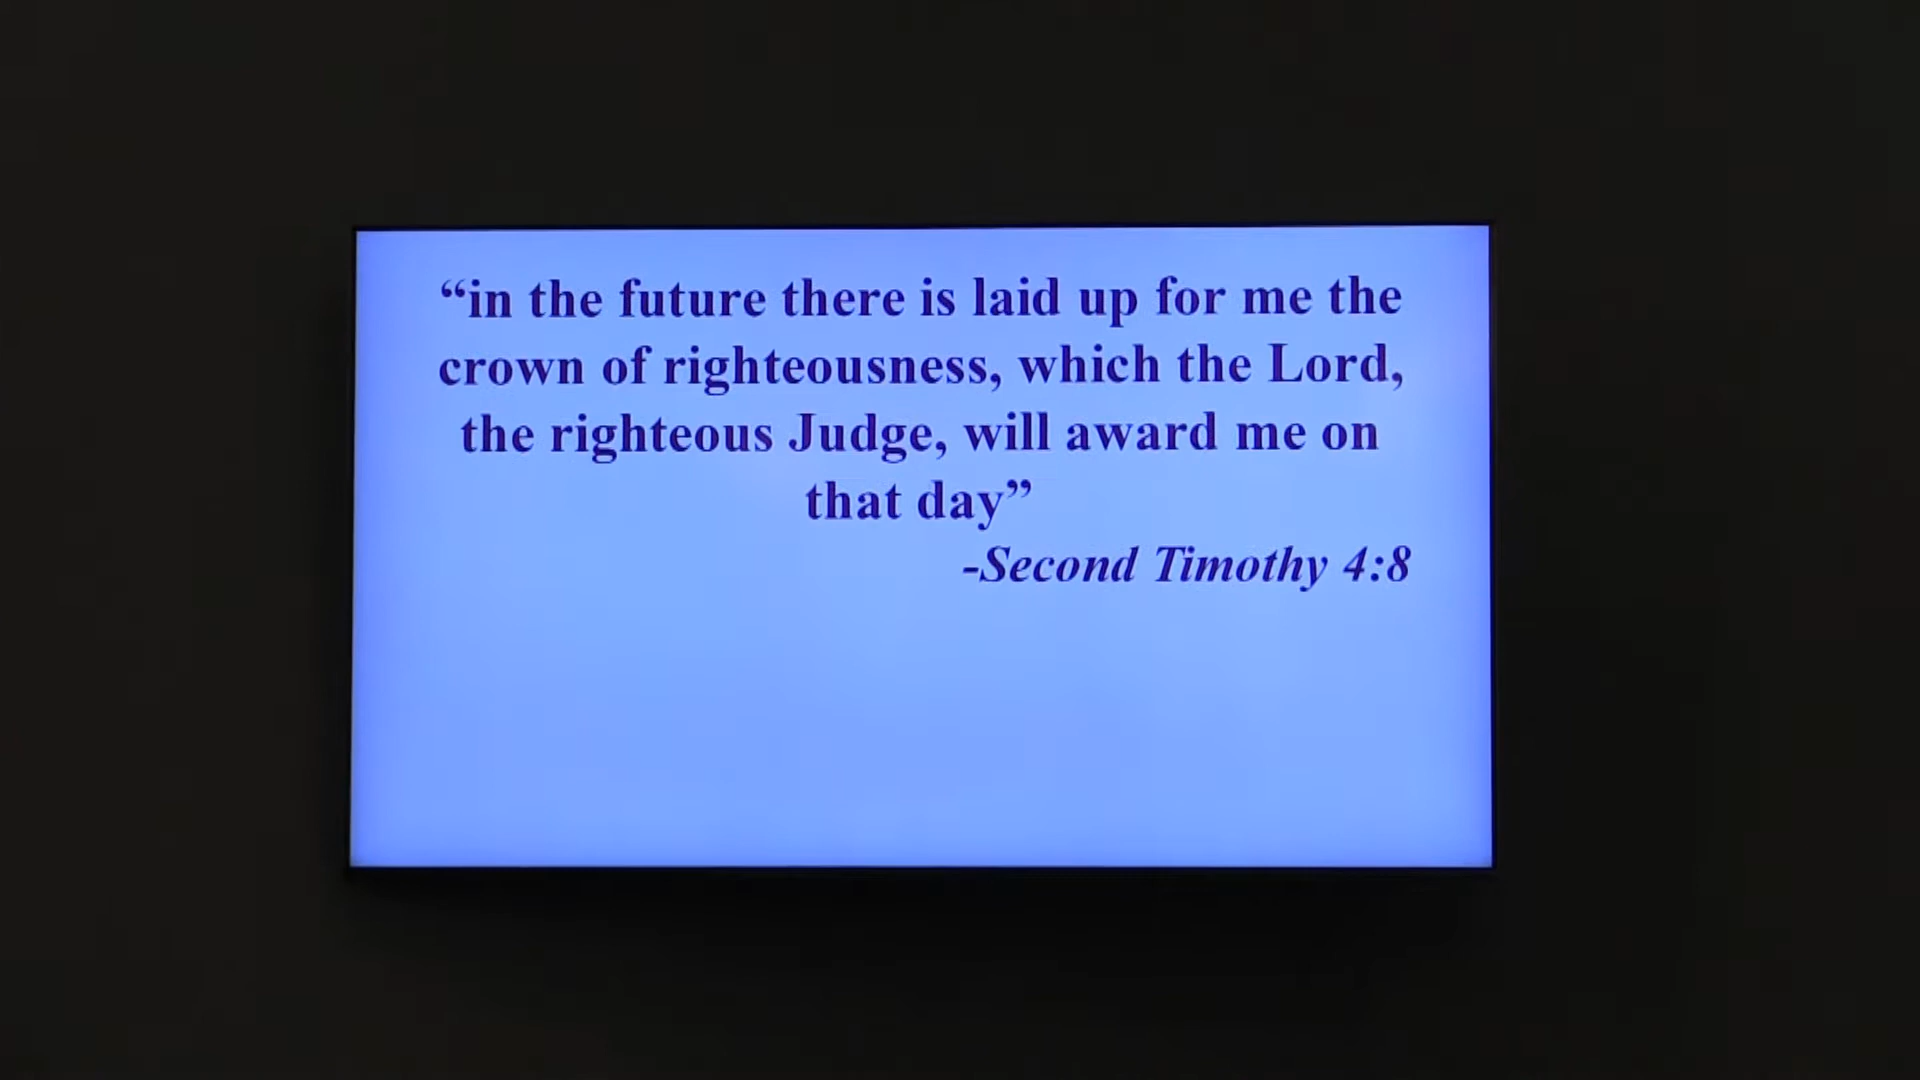 “in the future there is laid up for me the
crown of righteousness, which the Lord,
the righteous Judge, will award me on
that day”
-Second Timothy 4:8